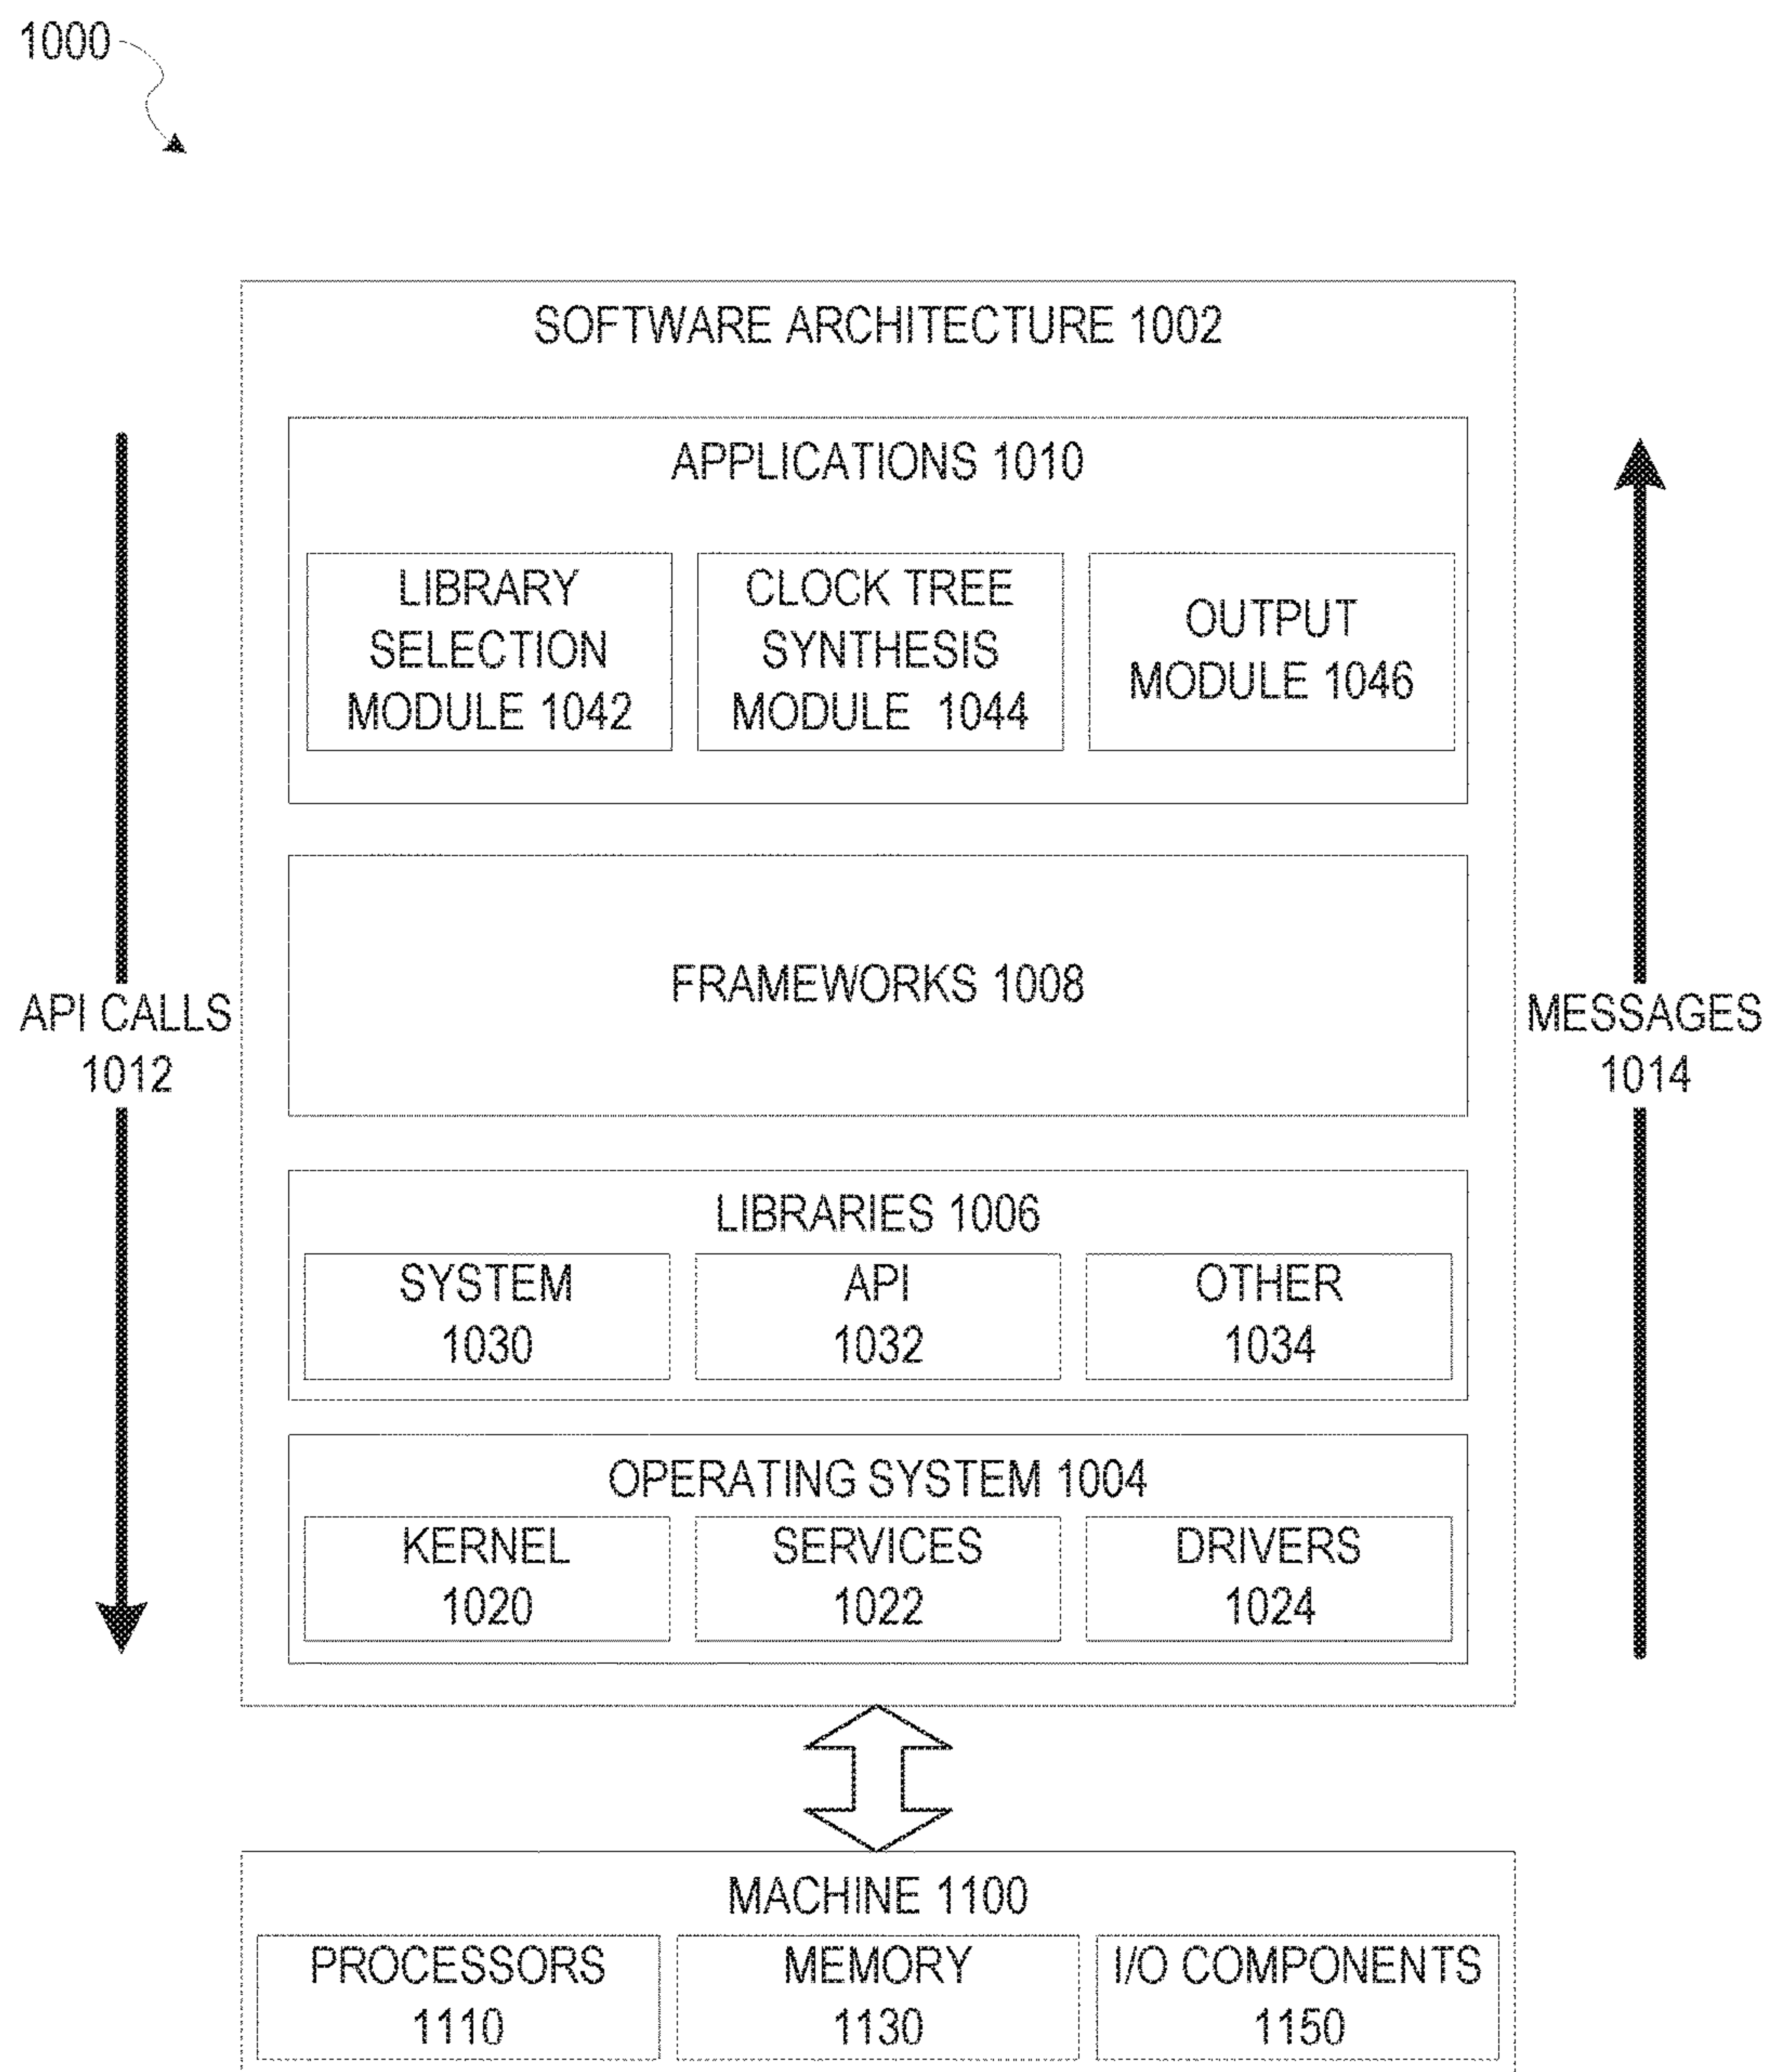 1000
SOFTWARE ARCHITECTURE 1002
APPLICATIONS 1010
LIBRARY
SELECTION
MODULE 1042
CLOCK TREE
SYNTHESIS
MODULE 1044
OUTPUT
MODULE 1046
FRAMEWORKS 1008
API CALLS
1012
MESSAGES
1014
LIBRARIES 1006
SYSTEM
1030
API
1032
OTHER
1034
OPERATING SYSTEM 1004
KERNEL
1020
SERVICES
1022
DRIVERS
1024
MACHINE 1100
PROCESSORS
1110
MEMORY
1130
I/O COMPONENTS
1150